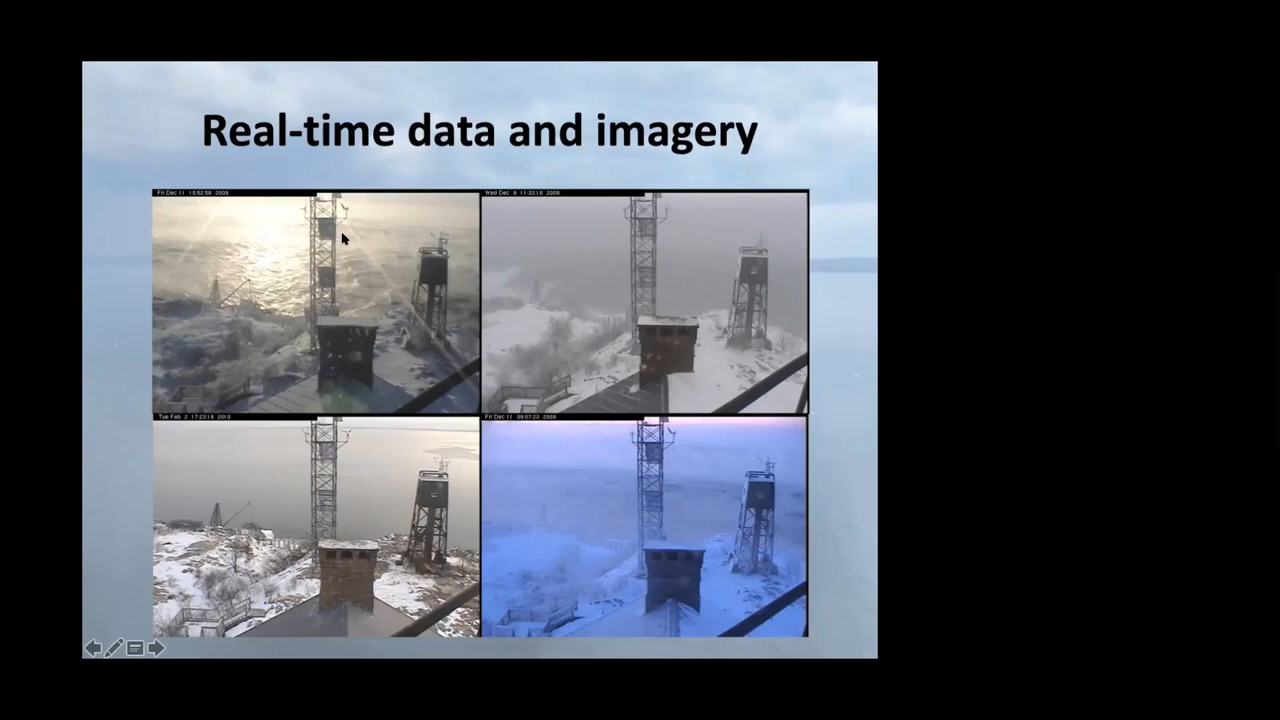 Real-time data and imagery
Fri Dec 11 10:52:56 2009
Wed Dec 9 11:33:18 2009
Tue Feb 2 17:23:18 2010
Fri Dec 11 09:07:23 2009